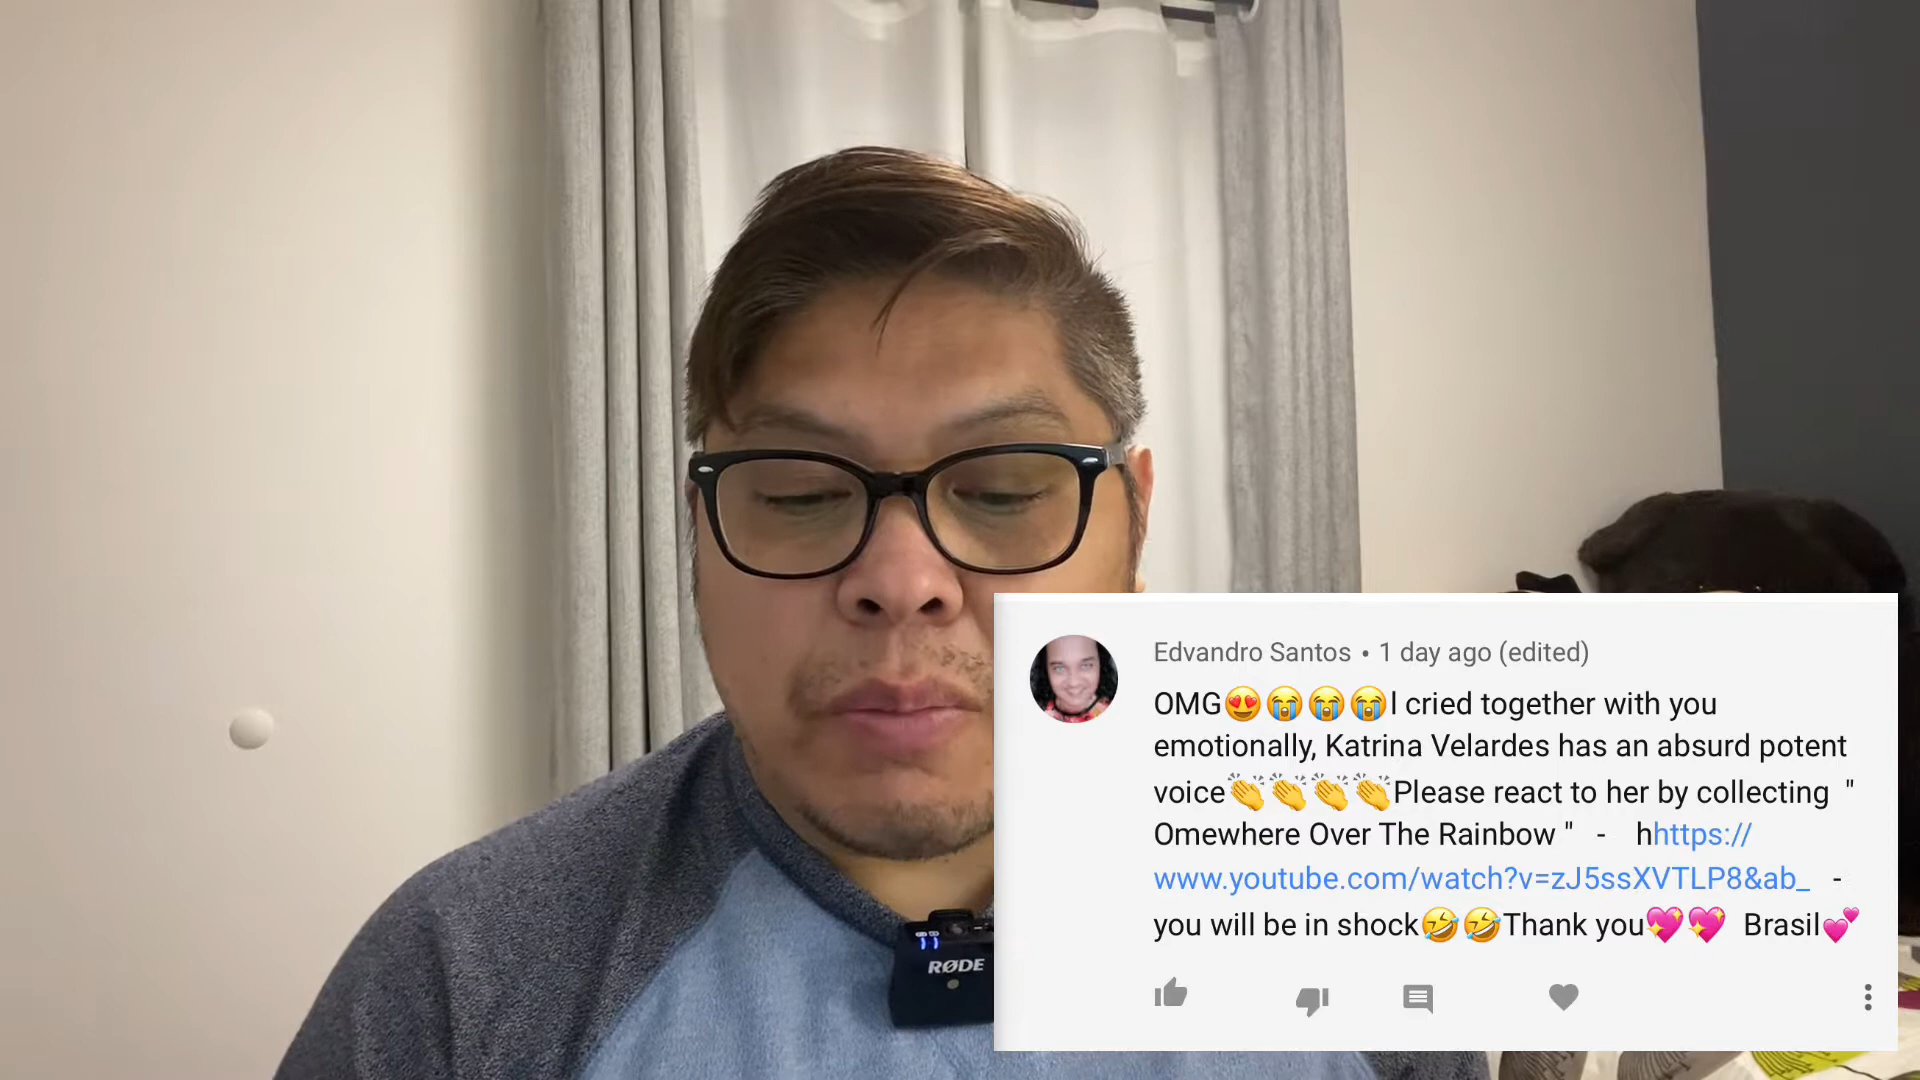 Edvandro Santos • 1 day ago (edited)
OMG😍😭😭😭I cried together with you
emotionally, Katrina Velardes has an absurd potent
voice👏👏👏👏Please react to her by collecting "
Omewhere Over The Rainbow " - hhttps://
www.youtube.com/watch?v=zJ5ssXVTLP8&ab_ -
you will be in shock🤣🤣Thank you💖💖 Brasil💕
RØDE